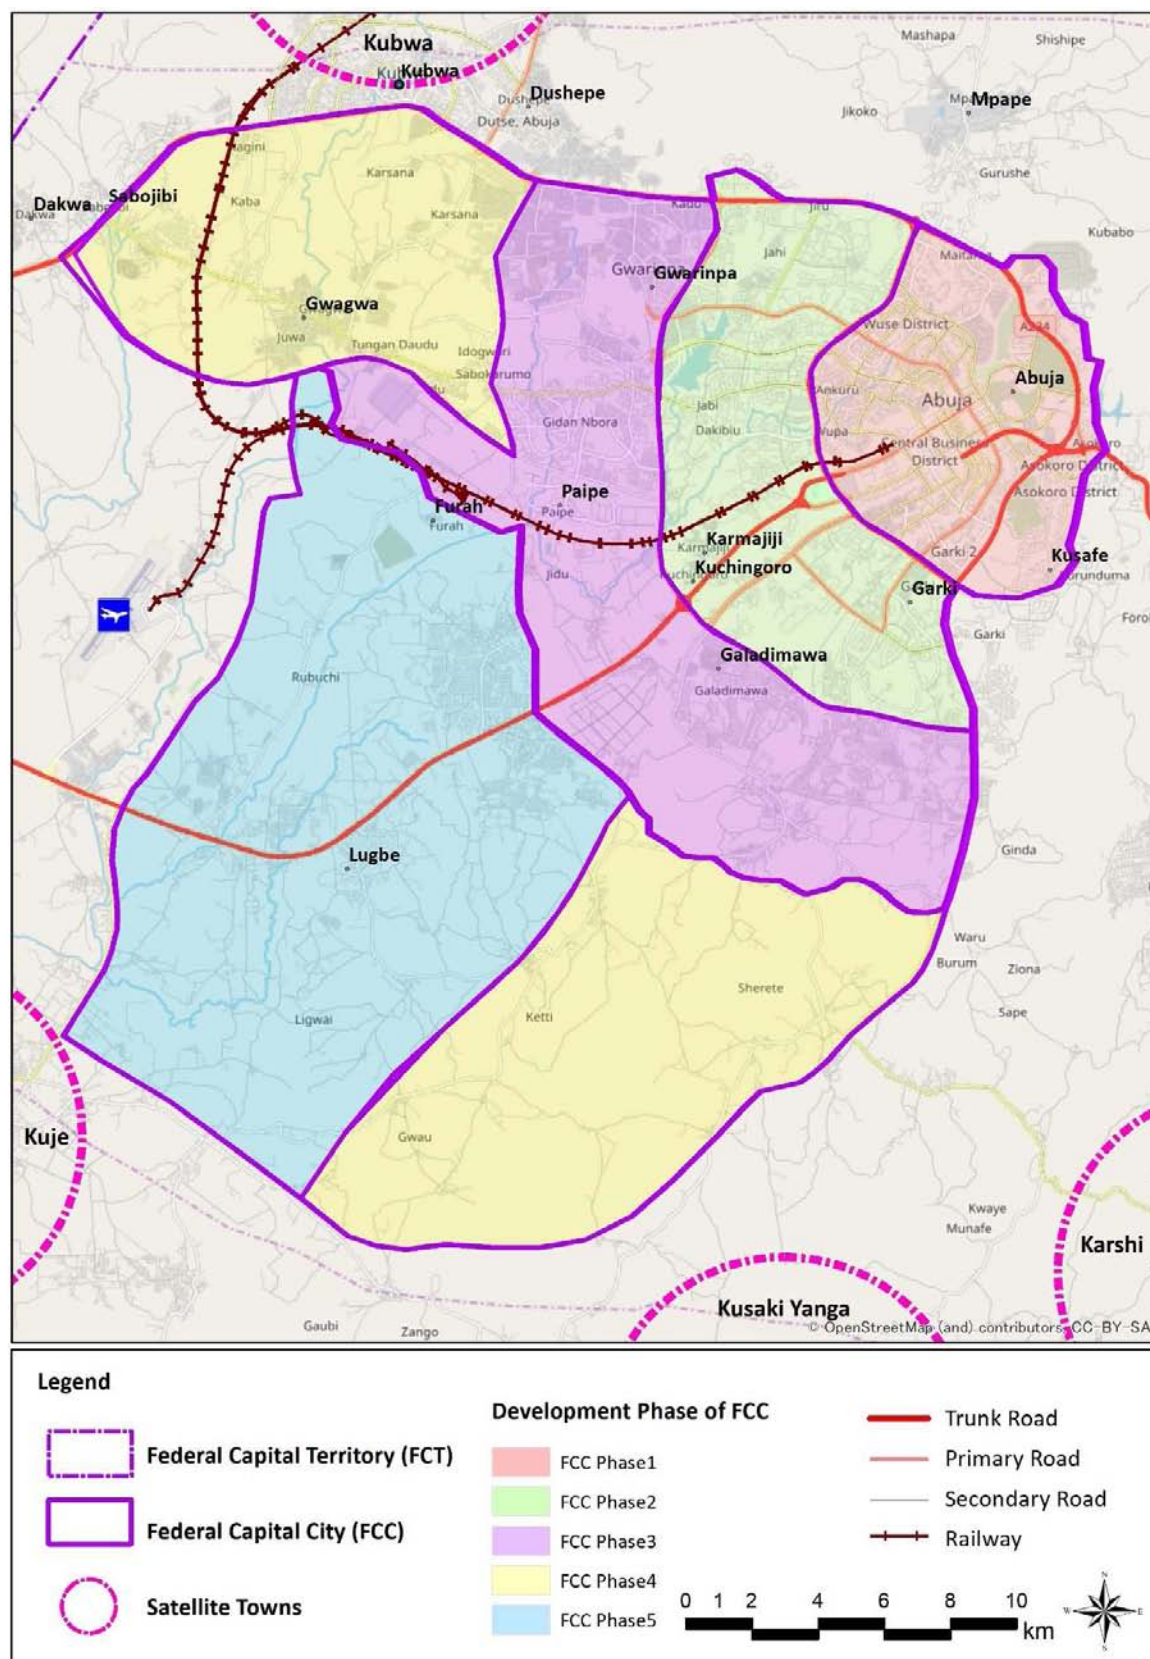 Mashapa
Shishipe
Kubwa
Kubwa
Dushepe
Dutse, Abuja
Mpape
Jikoko
Gurushe
Karsana
Kaba
Sabojibi
Dakwa
Dakwa
Karsana
Kado
Jiru
Kubabo
Jahi
Maitama
Gwarinpa
Gwagwa
Juwa
Tungan Daudu
Idogwari
Sabokarumo
Wuse District
A234
Ankuru
Abuja
Abuja
Jabi
Dakibiu
Wupa
Gidan Nbora
Central Business
District
Asokoro
Asokoro District
Asokoro District
Paipe
Paipe
Furah
Furah
Karmajiji
Karmajiji
Kuchingoro
Garki 2
Kusafe
Jidu
Garki
Garki
Galadimawa
Galadimawa
Rubuchi
Lugbe
Ginda
Waru
Burum
Ziona
Sherete
Sape
Ketti
Ligwai
Kuje
Gwau
Kwaye
Munafe
Karshi
Kusaki Yanga
Gaubi
Zango
© OpenStreetMap (and) contributors, CC-BY-SA
Legend
Federal Capital Territory (FCT)
Federal Capital City (FCC)
Satellite Towns
Development Phase of FCC
FCC Phase1
FCC Phase2
FCC Phase3
FCC Phase4
FCC Phase5
Trunk Road
Primary Road
Secondary Road
Railway
0 1 2 4 6 8 10
km
N
W
E
S